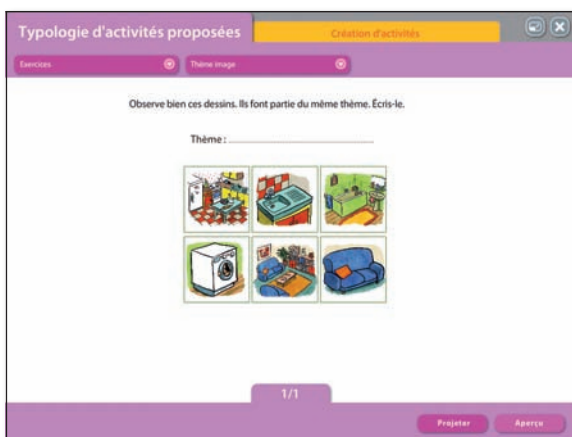 Typologie d'activités proposées
Création d'activités
Exercices
Thème image
Observe bien ces dessins. Ils font partie du même thème. Écris-le.
Thème :
1/1
Projeter
Aperçu